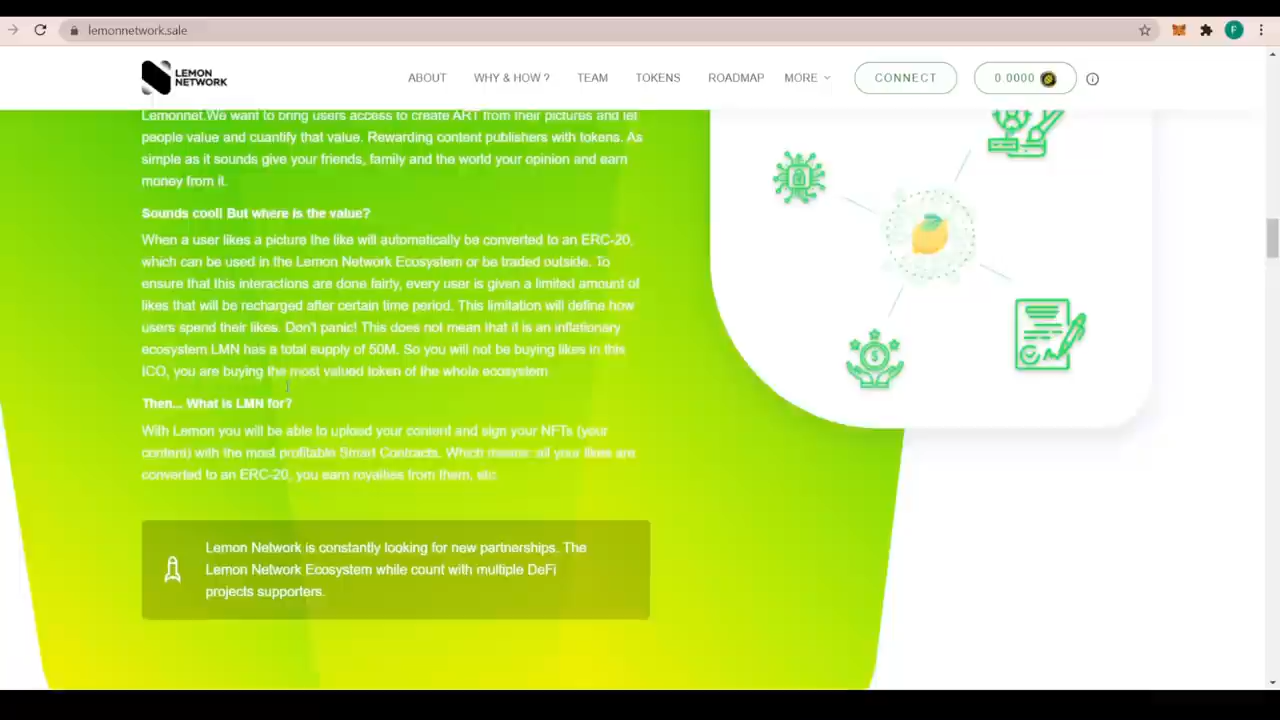 lemonnetwork.sale
F
LEMON
NETWORK
ABOUT
WHY & HOW ?
TEAM
TOKENS
ROADMAP
MORE
CONNECT
0.0000
Lemonnet.We want to bring users access to create ART from their pictures and let
people value and cuantify that value. Rewarding content publishers with tokens. As
simple as it sounds give your friends, family and the world your opinion and earn
money from it.
Sounds cool! But where is the value?
When a user likes a picture the like will automatically be converted to an ERC-20,
which can be used in the Lemon Network Ecosystem or be traded outside. To
ensure that this interactions are done fairly, every user is given a limited amount of
likes that will be recharged after certain time period. This limitation will define how
users spend their likes. Don't panic! This does not mean that it is an inflationary
ecosystem LMN has a total supply of 50M. So you will not be buying likes in this
ICO, you are buying the most valued token of the whole ecosystem
Then... What is LMN for?
With Lemon you will be able to upload your content and sign your NFTs (your
content) with the most profitable Smart Contracts. Which means: all your likes are
converted to an ERC-20, you earn royalties from them, etc
Lemon Network is constantly looking for new partnerships. The
Lemon Network Ecosystem while count with multiple DeFi
projects supporters.